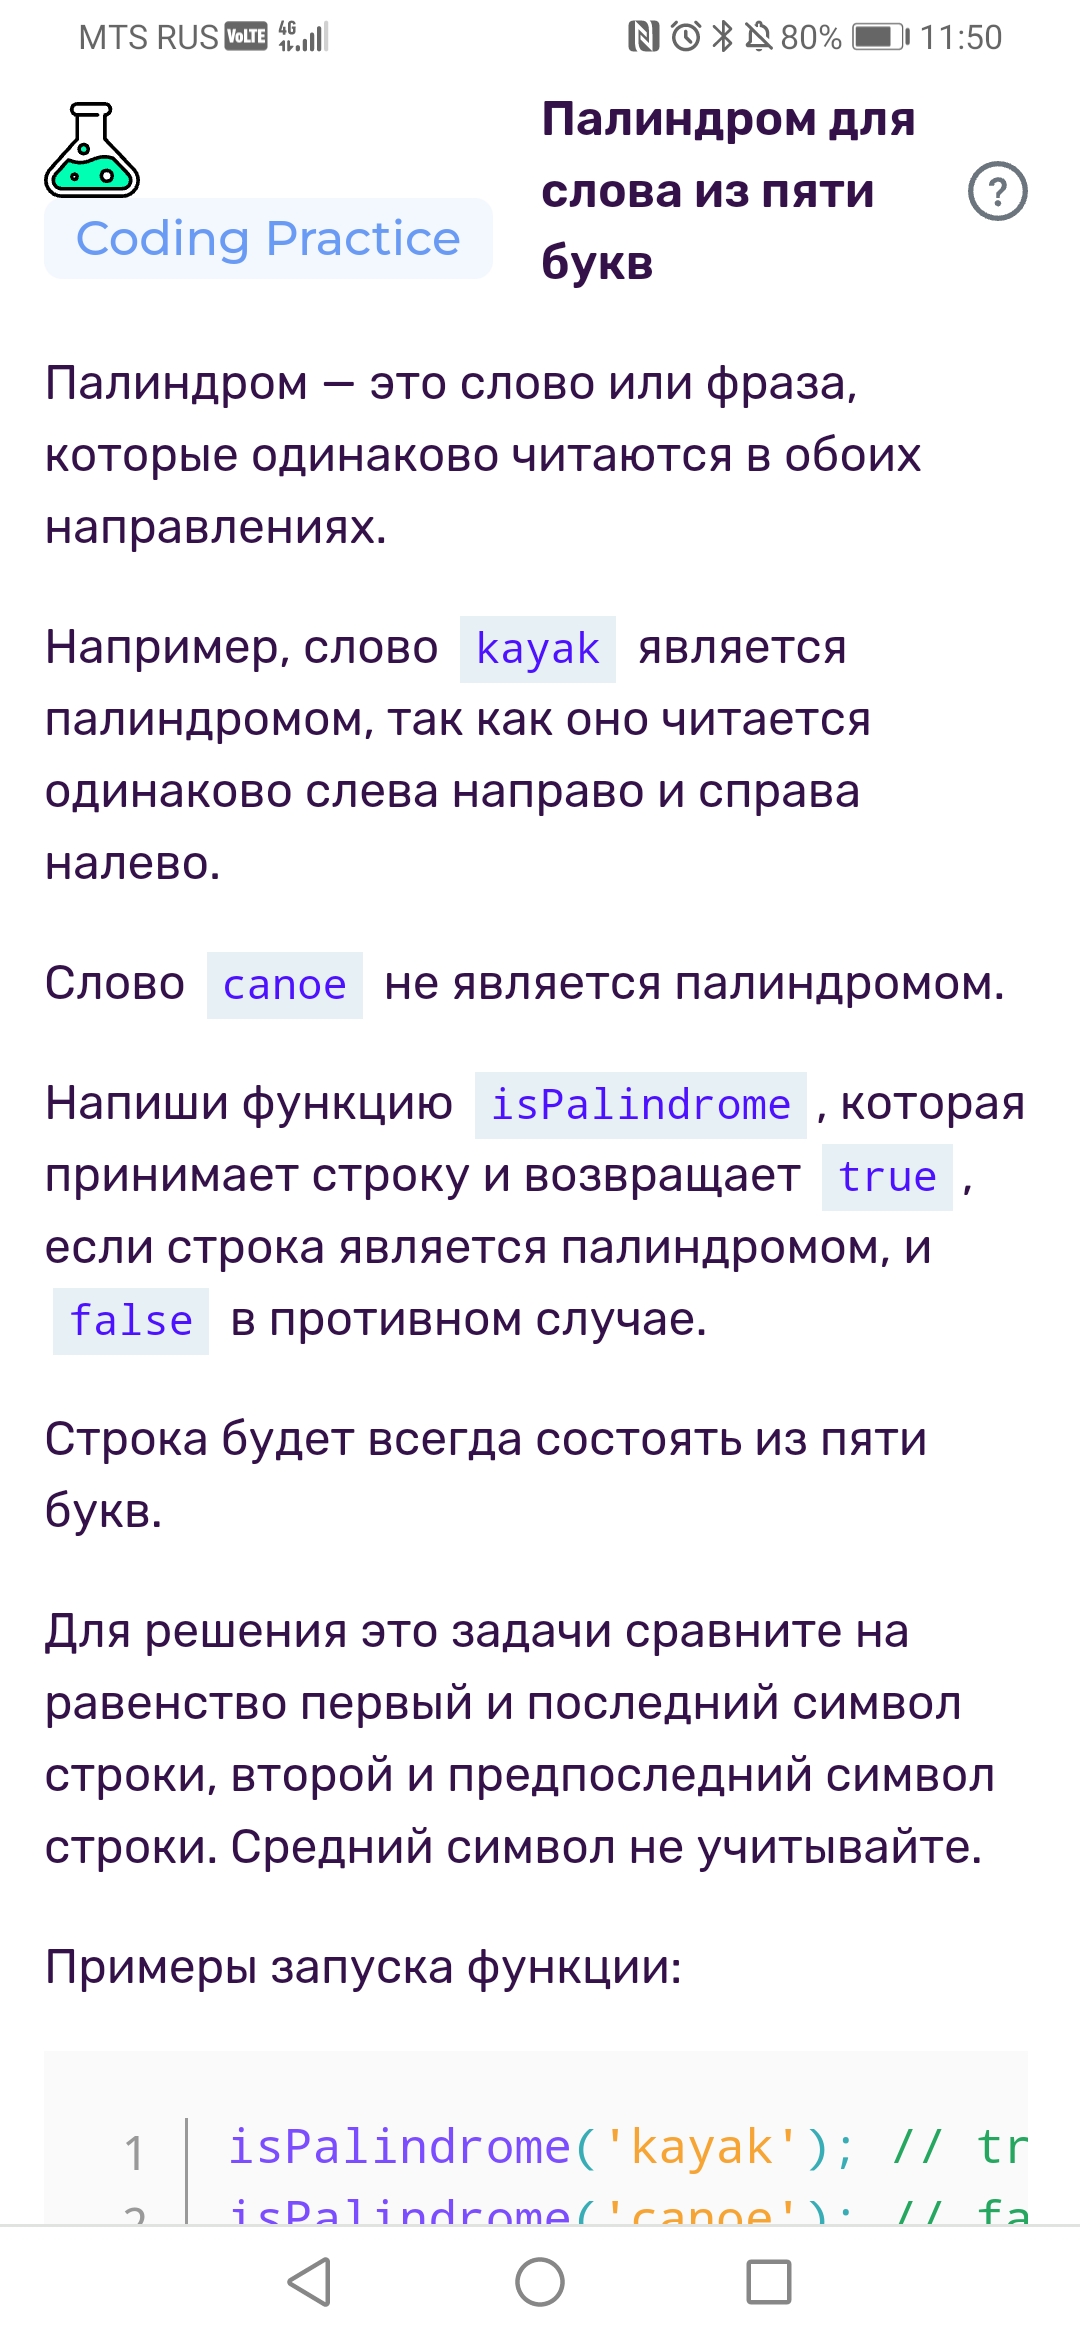 MTS RUS VoLTE 4G 80% 11:50
Палиндром для
слова из пяти
букв
?
Coding Practice
Палиндром — это слово или фраза,
которые одинаково читаются в обоих
направлениях.
Например, слово kayak является
палиндромом, так как оно читается
одинаково слева направо и справа
налево.
Слово canoe не является палиндромом.
Напиши функцию isPalindrome , которая
принимает строку и возвращает true ,
если строка является палиндромом, и
false в противном случае.
Строка будет всегда состоять из пяти
букв.
Для решения это задачи сравните на
равенство первый и последний символ
строки, второй и предпоследний символ
строки. Средний символ не учитывайте.
Примеры запуска функции:
1 isPalindrome('kayak'); // tr
2 isPalindrome('canoe'); // fa